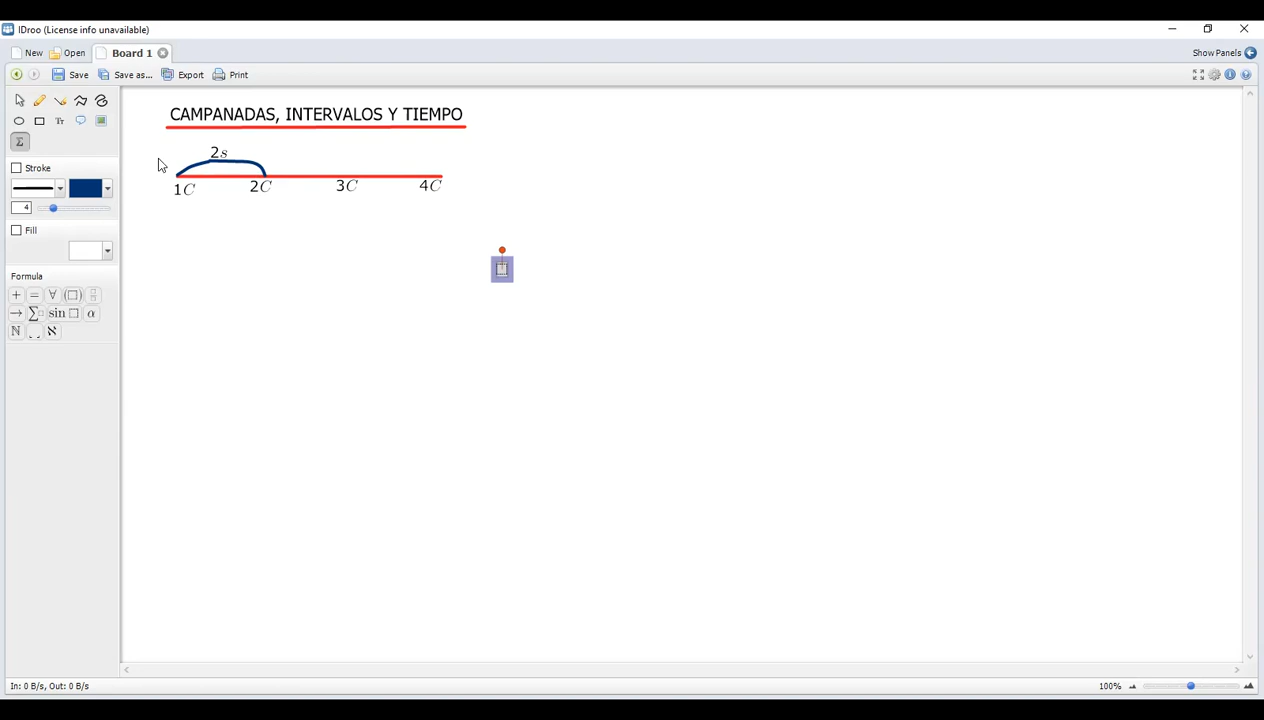 IDroo (License info unavailable)
New Open Board 1 Show Panels
Save Save as... Export Print
CAMPANADAS, INTERVALOS Y TIEMPO
2s
1C 2C 3C 4C
Tт
Σ
Stroke
4
Fill
Formula
+ = ∀ (□)
→ Σ□ sin □ α
ℕ ℵ
In: 0 B/s, Out: 0 B/s 100%